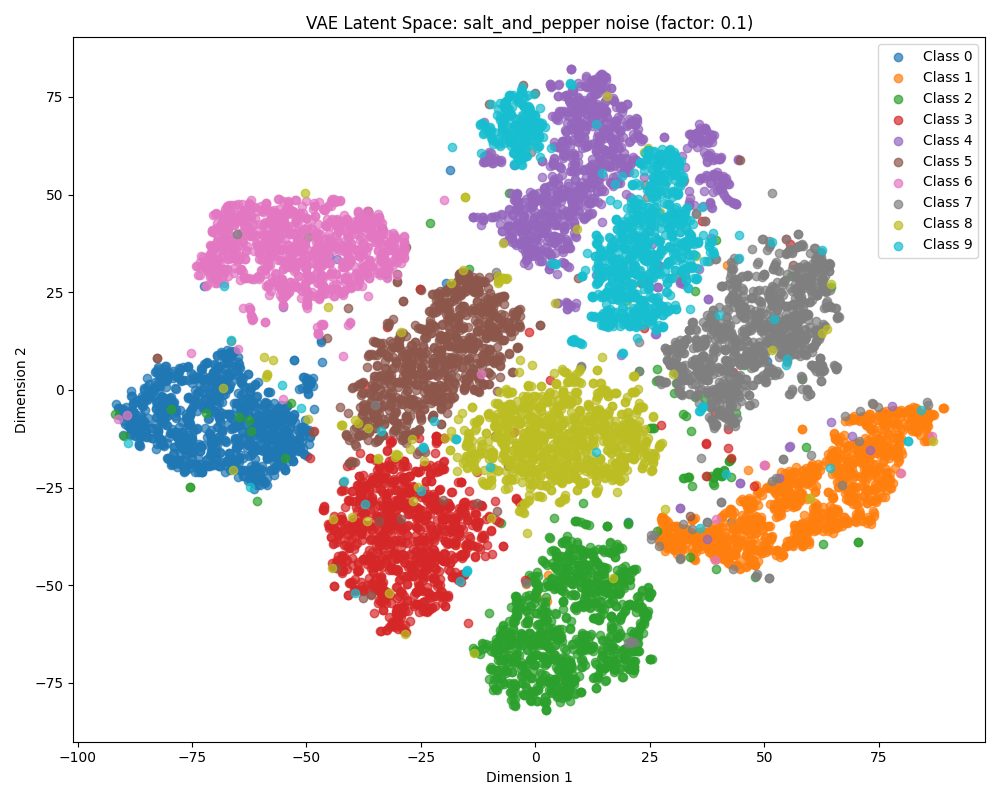 VAE Latent Space: salt_and_pepper noise (factor: 0.1)
Class 0
Class 1
Class 2
Class 3
Class 4
Class 5
Class 6
Class 7
Class 8
Class 9
75
50
25
0
−25
−50
−75
Dimension 2
−100
−75
−50
−25
0
25
50
75
Dimension 1